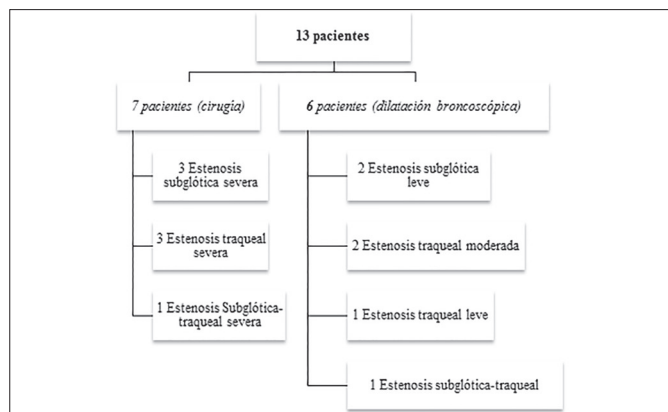 13 pacientes
7 pacientes (cirugía)
6 pacientes (dilatación broncoscópica)
3 Estenosis
subglótica severa
3 Estenosis traqueal
severa
1 Estenosis Subglótica-
traqueal severa
2 Estenosis subglótica
leve
2 Estenosis traqueal moderada
1 Estenosis traqueal leve
1 Estenosis subglótica-traqueal